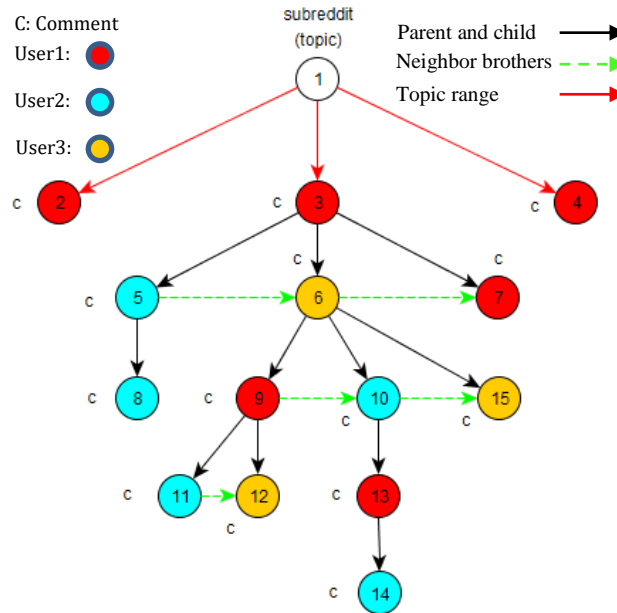 subreddit
(topic)
C: Comment
User1:
User2:
User3:
Parent and child
Neighbor brothers
Topic range
1
c 2
c 3
c 4
c 5
c 6
c 7
c 8
c 9
c 10
c 15
c 11
c 12
c 13
c 14